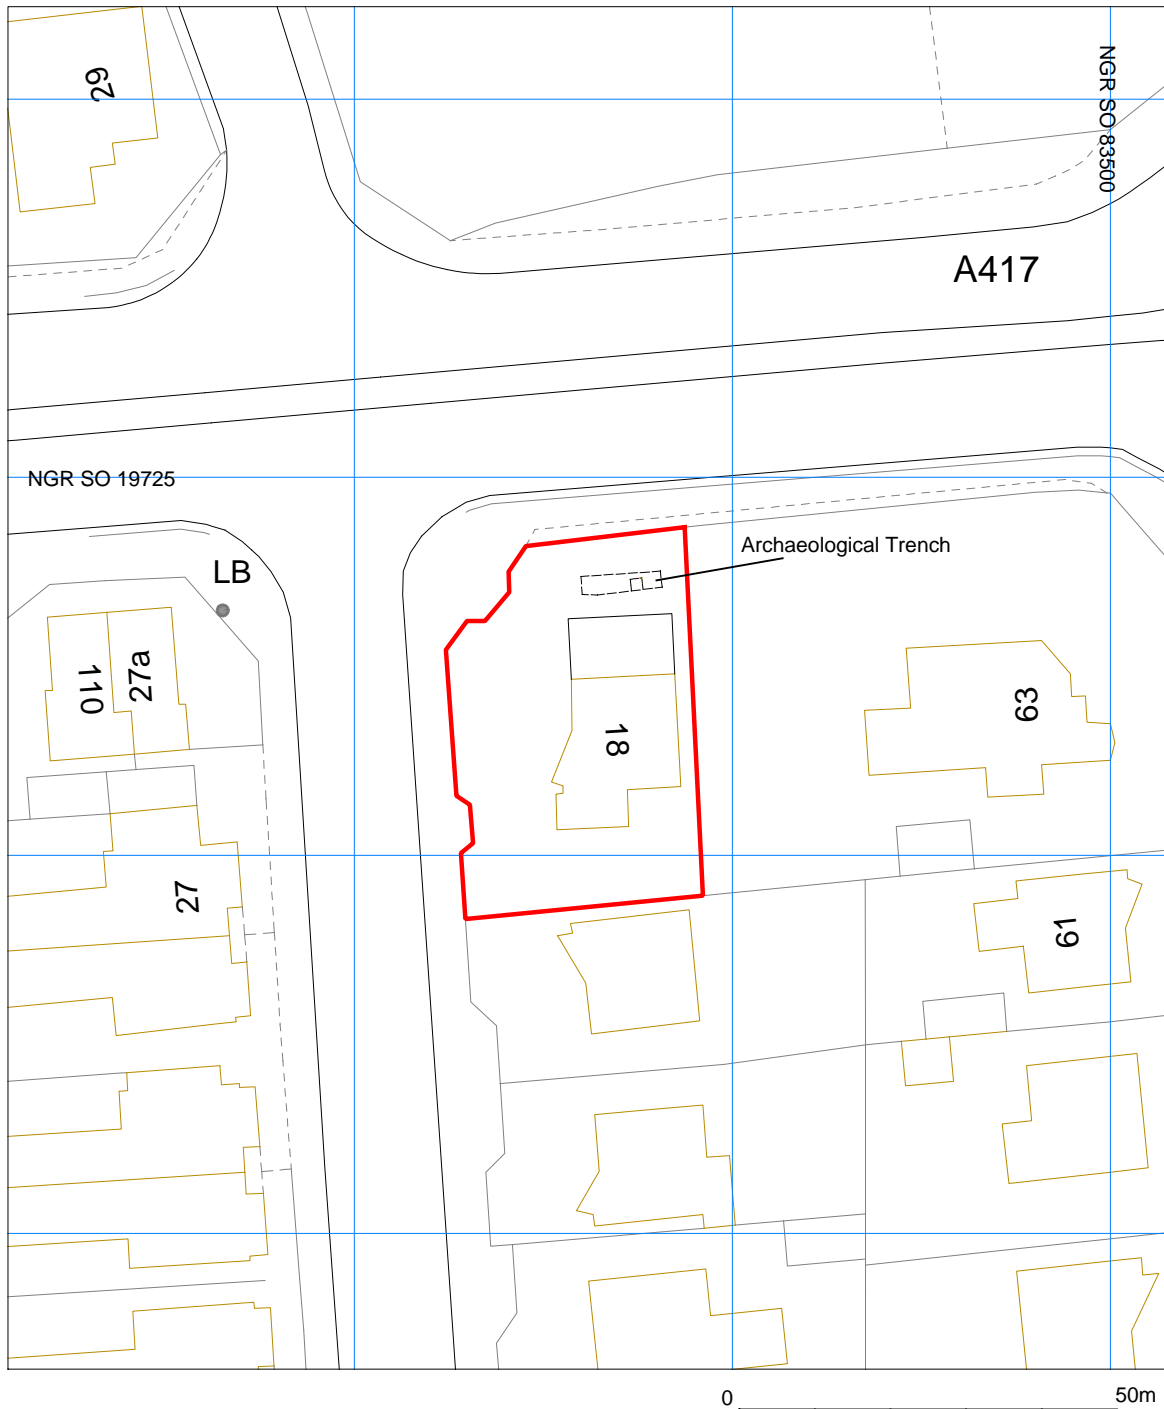 29
NGR SO 83500
A417
NGR SO 19725
Archaeological Trench
LB
110
27a
18
63
27
61
0
50m